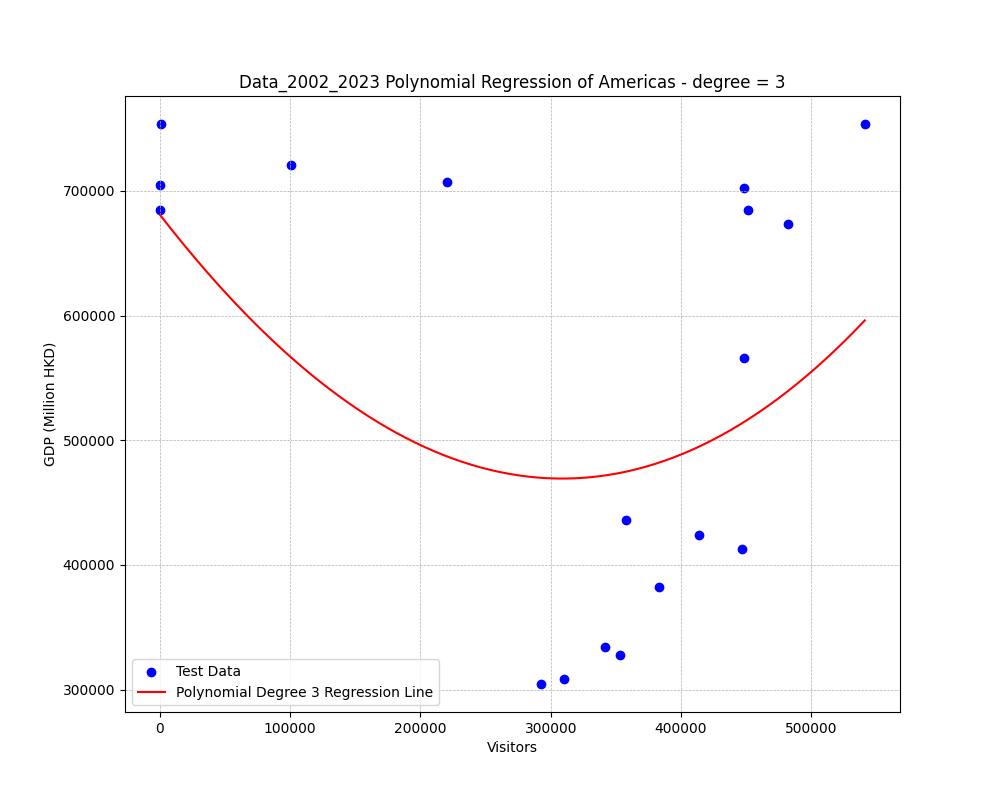 Data_2002_2023 Polynomial Regression of Americas - degree = 3
GDP (Million HKD)
700000
600000
500000
400000
300000
Test Data
Polynomial Degree 3 Regression Line
0
100000
200000
300000
400000
500000
Visitors